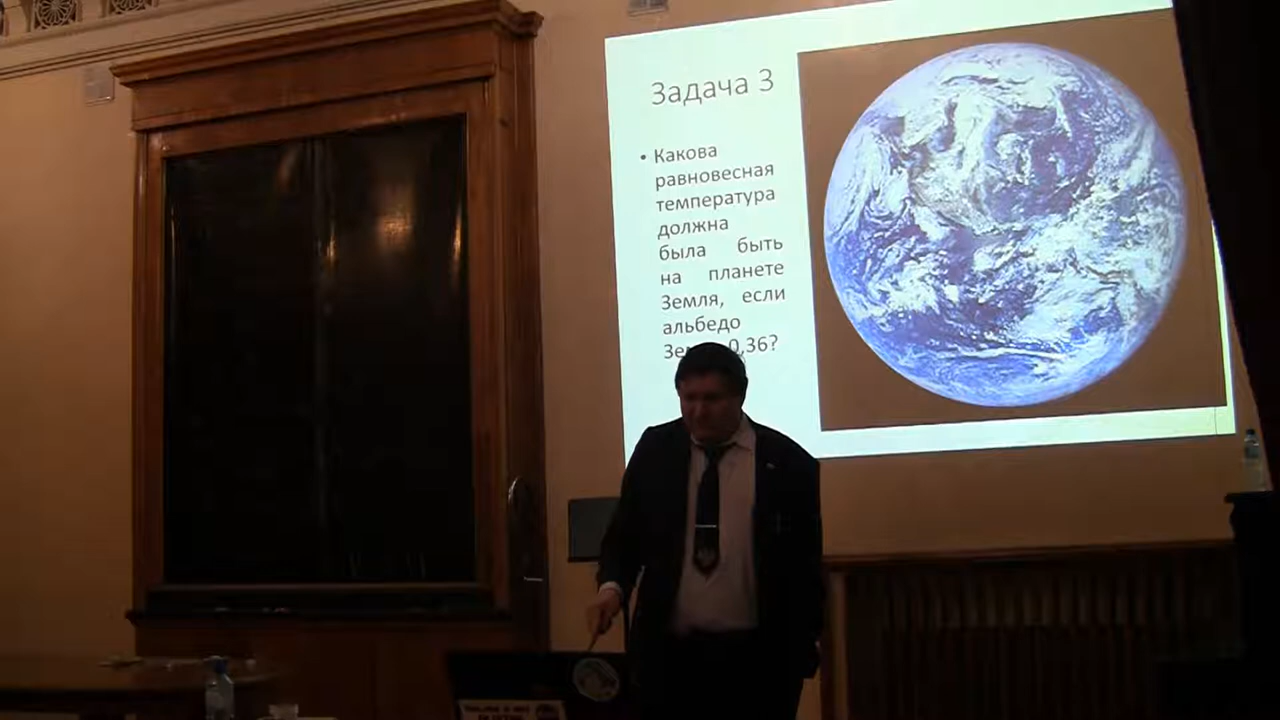 Задача 3
• Какова
равновесная
температура
должна
была быть
на планете
Земля, если
альбедо
0,36?